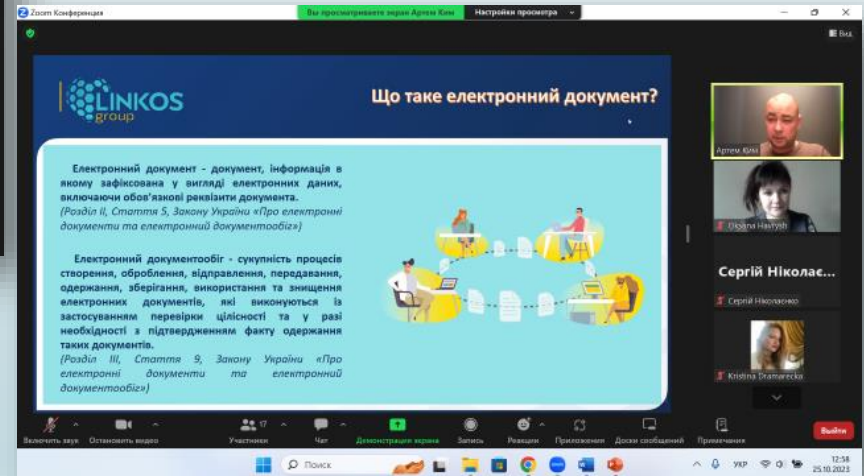 Zoom Конференция
Вы просматриваете экран Артем Ким
Настройки просмотра
Вид
LINKOS
group
Що таке електронний документ?
Електронний документ - документ, інформація в
якому зафіксована у вигляді електронних даних,
включаючи обов'язкові реквізити документа.
(Розділ II, Стаття 5, Закону України «Про електронні
документи та електронний документообіг»)
Електронний документообіг - сукупність процесів
створення, оброблення, відправлення, передавання,
одержання, зберігання, використання та знищення
електронних документів, які виконуються із
застосуванням перевірки цілісності та у разі
необхідності з підтвердженням факту одержання
таких документів.
(Розділ III, Стаття 9, Закону України «Про
електронні документи та електронний
документообіг»)
Артем Ким
Havrysh
Сергій Ніколає...
Сергій Ніколаєнко
Kristina Dramarecka
Включить звук
Остановить видео
17
Участники
Чат
Демонстрация экрана
Запись
Реакции
Приложения
Доски сообщений
Примечания
Выйти
Поиск
УКР
12:58
25.10.2023